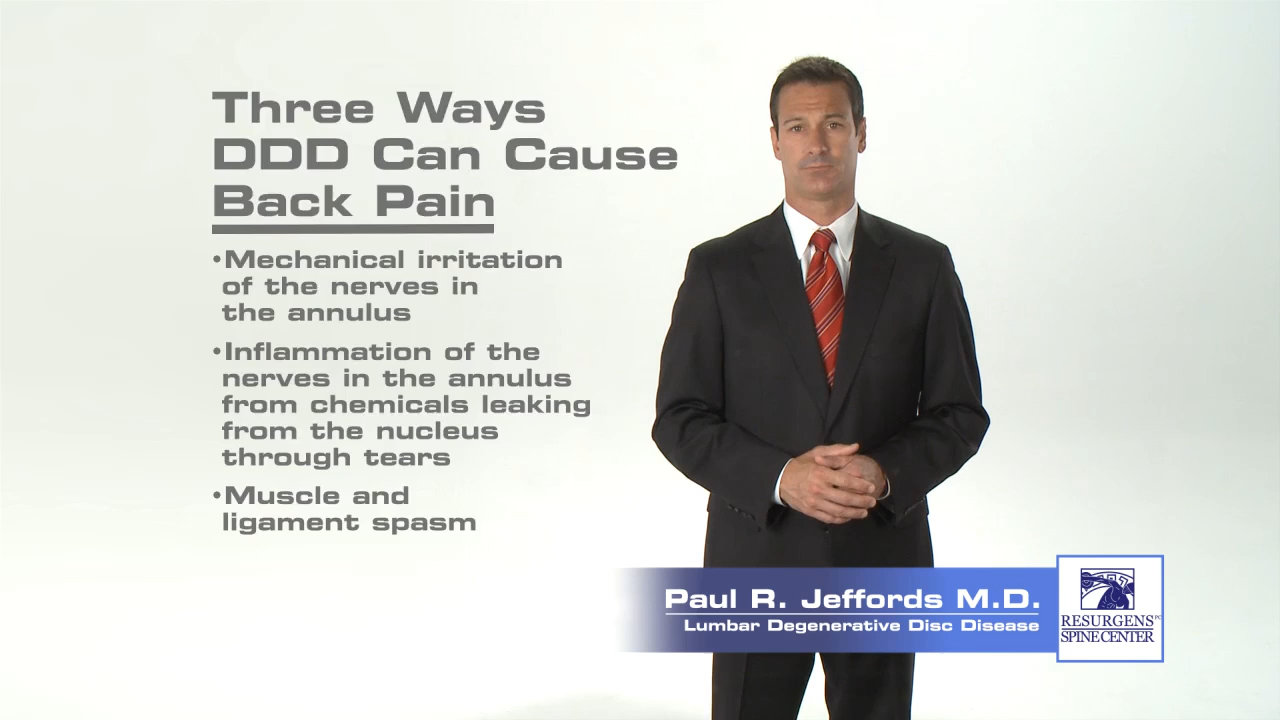 Three Ways
DDD Can Cause
Back Pain
•Mechanical irritation
of the nerves in
the annulus
•Inflammation of the
nerves in the annulus
from chemicals leaking
from the nucleus
through tears
•Muscle and
ligament spasm
Paul R. Jeffords M.D.
Lumbar Degenerative Disc Disease
RESURGENS PC
SPINE CENTER